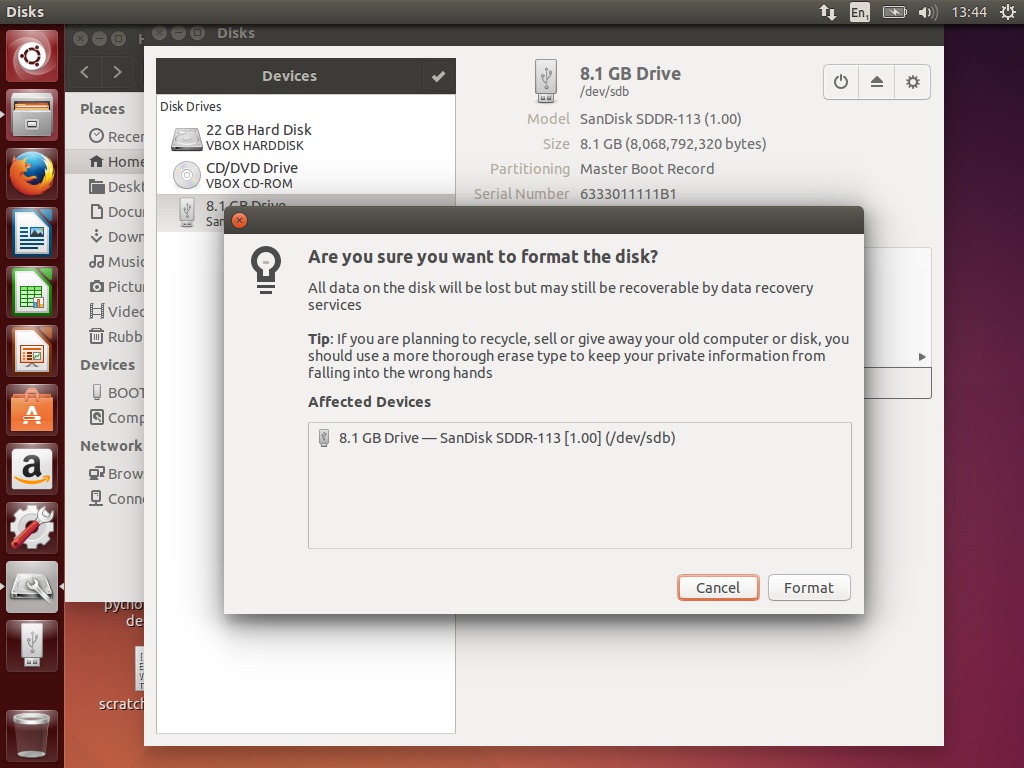 Disks
En1
13:44
Disks
Devices
Disk Drives
22 GB Hard Disk
VBOX HARDDISK
CD/DVD Drive
VBOX CD-ROM
8.1 GB Drive
8.1 GB Drive
/dev/sdb
Model SanDisk SDDR-113 (1.00)
Size 8.1 GB (8,068,792,320 bytes)
Partitioning Master Boot Record
Serial Number 6333011111B1
Places
Recen
Home
Deskt
Docu
Down
Music
Pictu
Video
Rubb
Devices
BOOT
Comp
Network
Brow
Conn
Are you sure you want to format the disk?
All data on the disk will be lost but may still be recoverable by data recovery
services
Tip: If you are planning to recycle, sell or give away your old computer or disk, you
should use a more thorough erase type to keep your private information from
falling into the wrong hands
Affected Devices
8.1 GB Drive — SanDisk SDDR-113 [1.00] (/dev/sdb)
Cancel
Format
pytho
de
scratch